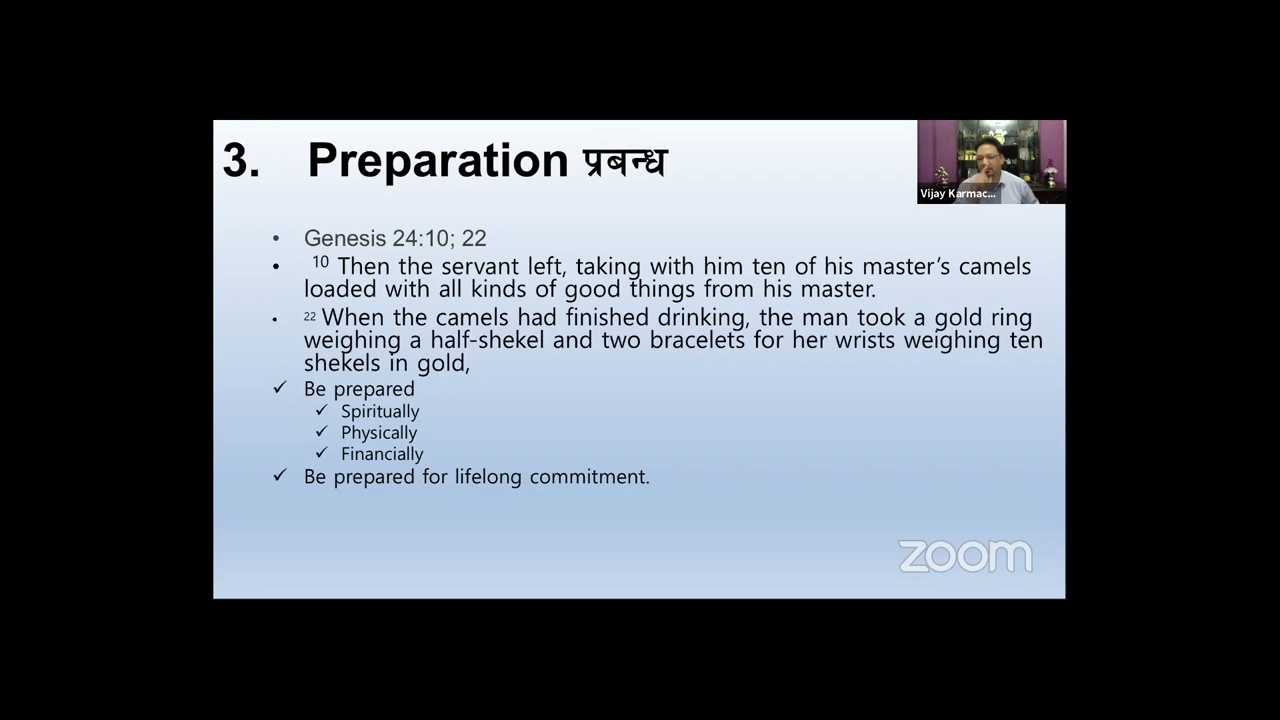 3. Preparation प्रबन्ध
Vijay Karmac...
• Genesis 24:10; 22
• 10 Then the servant left, taking with him ten of his master’s camels
loaded with all kinds of good things from his master.
• 22 When the camels had finished drinking, the man took a gold ring
weighing a half-shekel and two bracelets for her wrists weighing ten
shekels in gold,
✓ Be prepared
✓ Spiritually
✓ Physically
✓ Financially
✓ Be prepared for lifelong commitment.
zoom